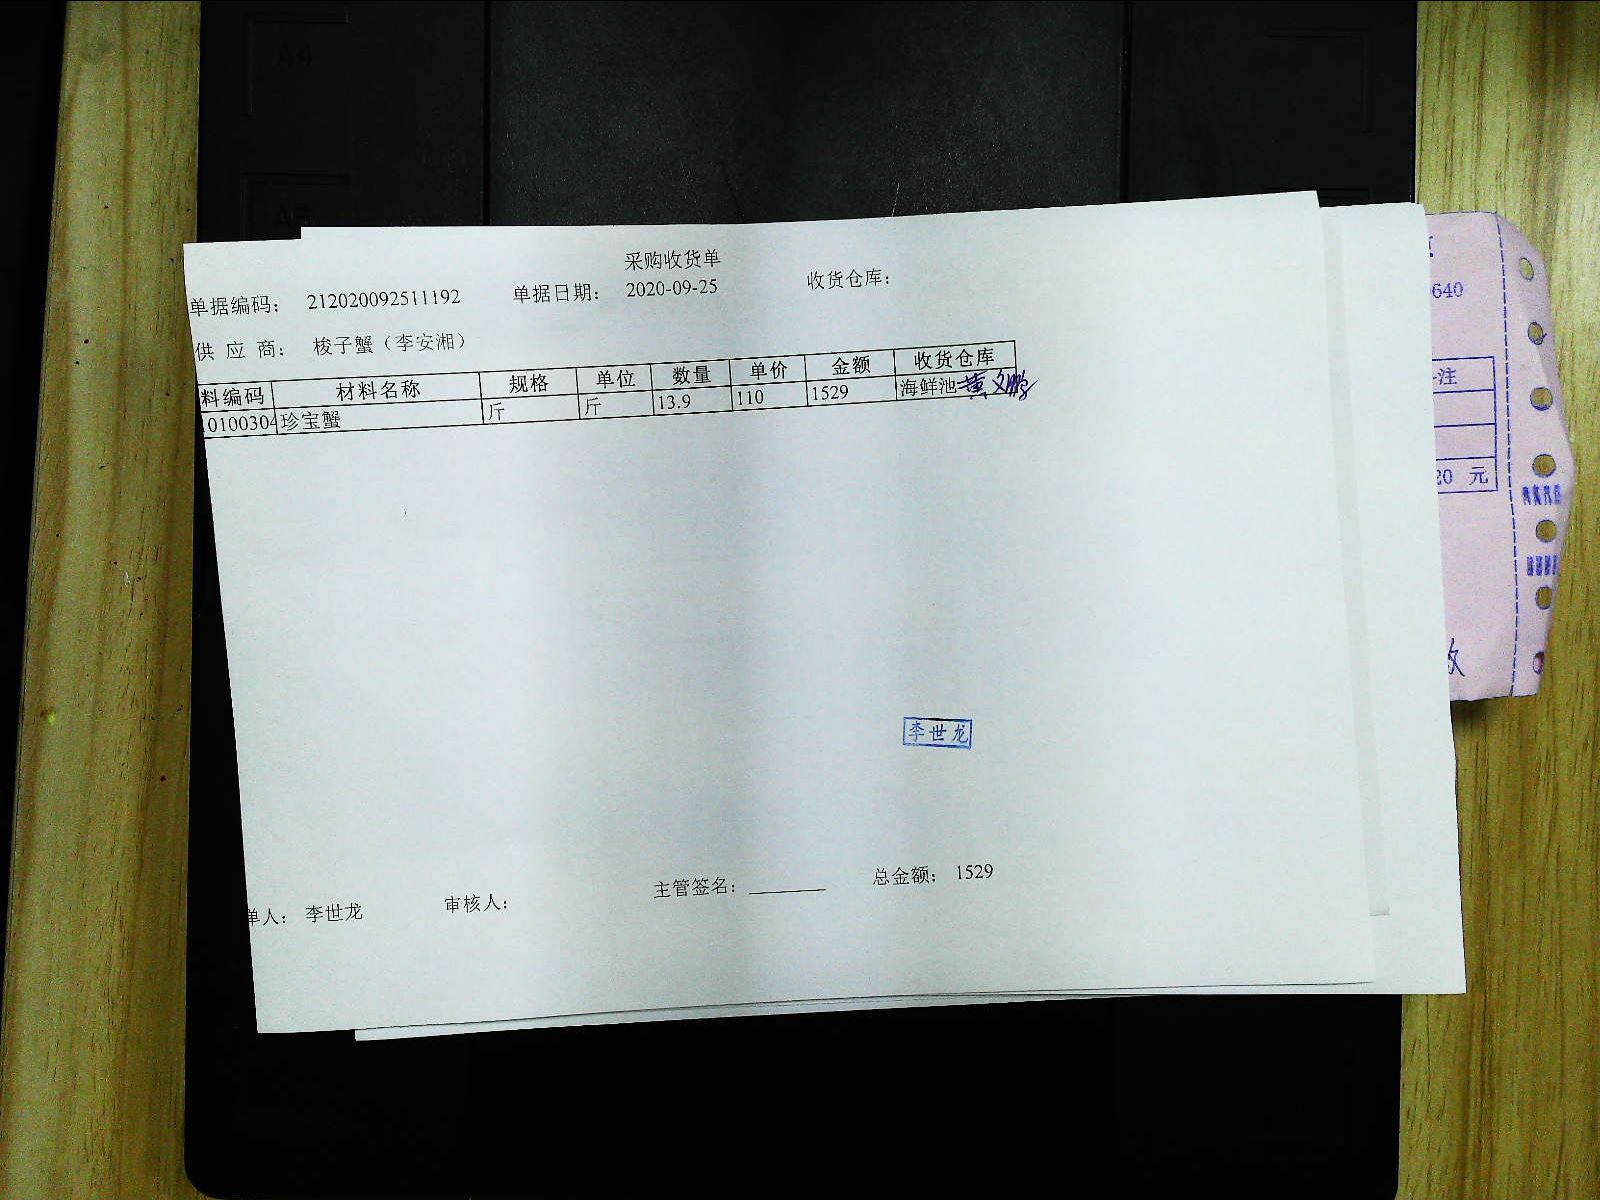 采购收货单
单据编码： 212020092511192 单据日期： 2020-09-25 收货仓库：
供 应 商： 梭子蟹（李安湘）
料编码 材料名称 规格 单位 数量 单价 金额 收货仓库
0100304 珍宝蟹 斤 斤 13.9 110 1529 海鲜池 黄文鹏
李世龙
单人： 李世龙 审核人： 主管签名： 总金额： 1529
640
注
20 元